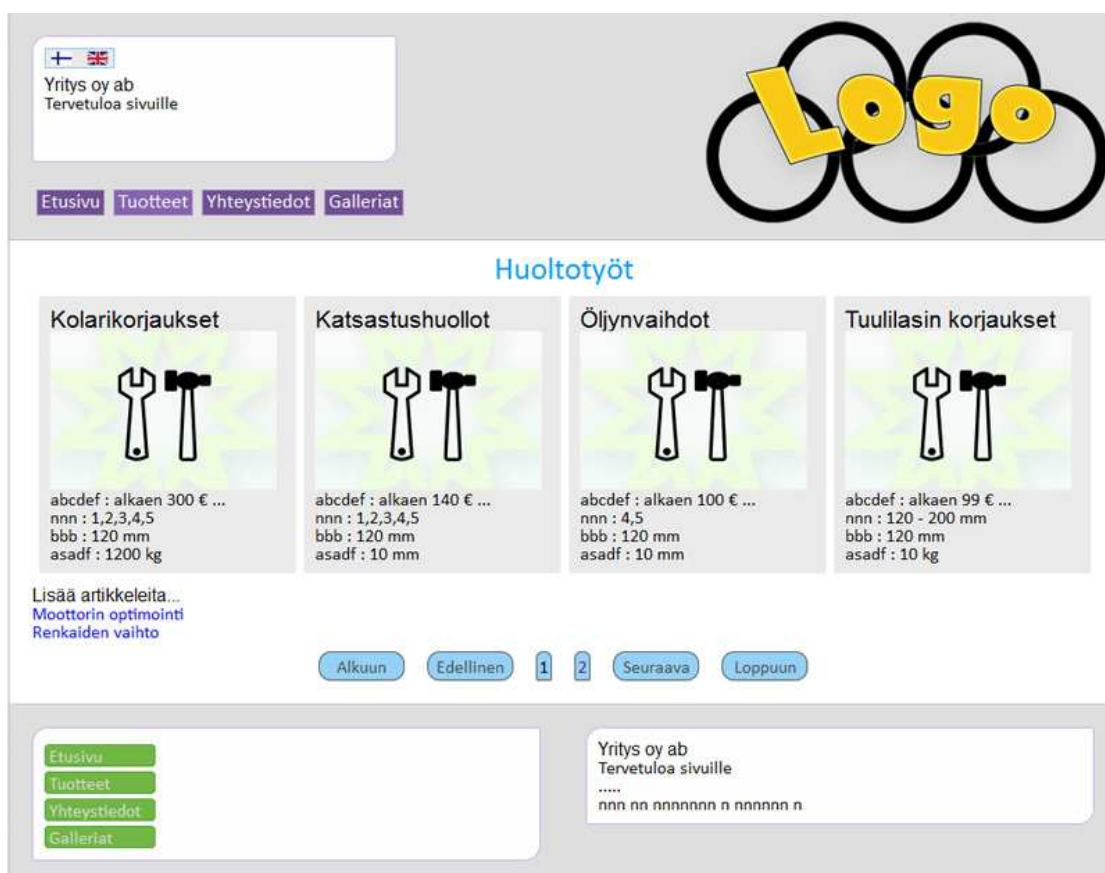 Yritys oy ab
Tervetuloa sivuille
Logo
Etusivu Tuotteet Yhteystiedot Galleriat
Huoltotyöt
Kolarikorjaukset
abcdef : alkaen 300 € ...
nnn : 1,2,3,4,5
bbb : 120 mm
asadf : 1200 kg
Katsastushuollot
abcdef : alkaen 140 € ...
nnn : 1,2,3,4,5
bbb : 120 mm
asadf : 10 mm
Öljynvaihdot
abcdef : alkaen 100 € ...
nnn : 4,5
bbb : 120 mm
asadf : 10 mm
Tuulilasin korjaukset
abcdef : alkaen 99 € ...
nnn : 120 - 200 mm
bbb : 120 mm
asadf : 10 kg
Lisää artikkeleita...
Moottorin optimointi
Renkaiden vaihto
Alkuun Edellinen 1 2 Seuraava Loppuun
Etusivu
Tuotteet
Yhteystiedot
Galleriat
Yritys oy ab
Tervetuloa sivuille
.....
nnn nn nnnnnnn n nnnnnn n